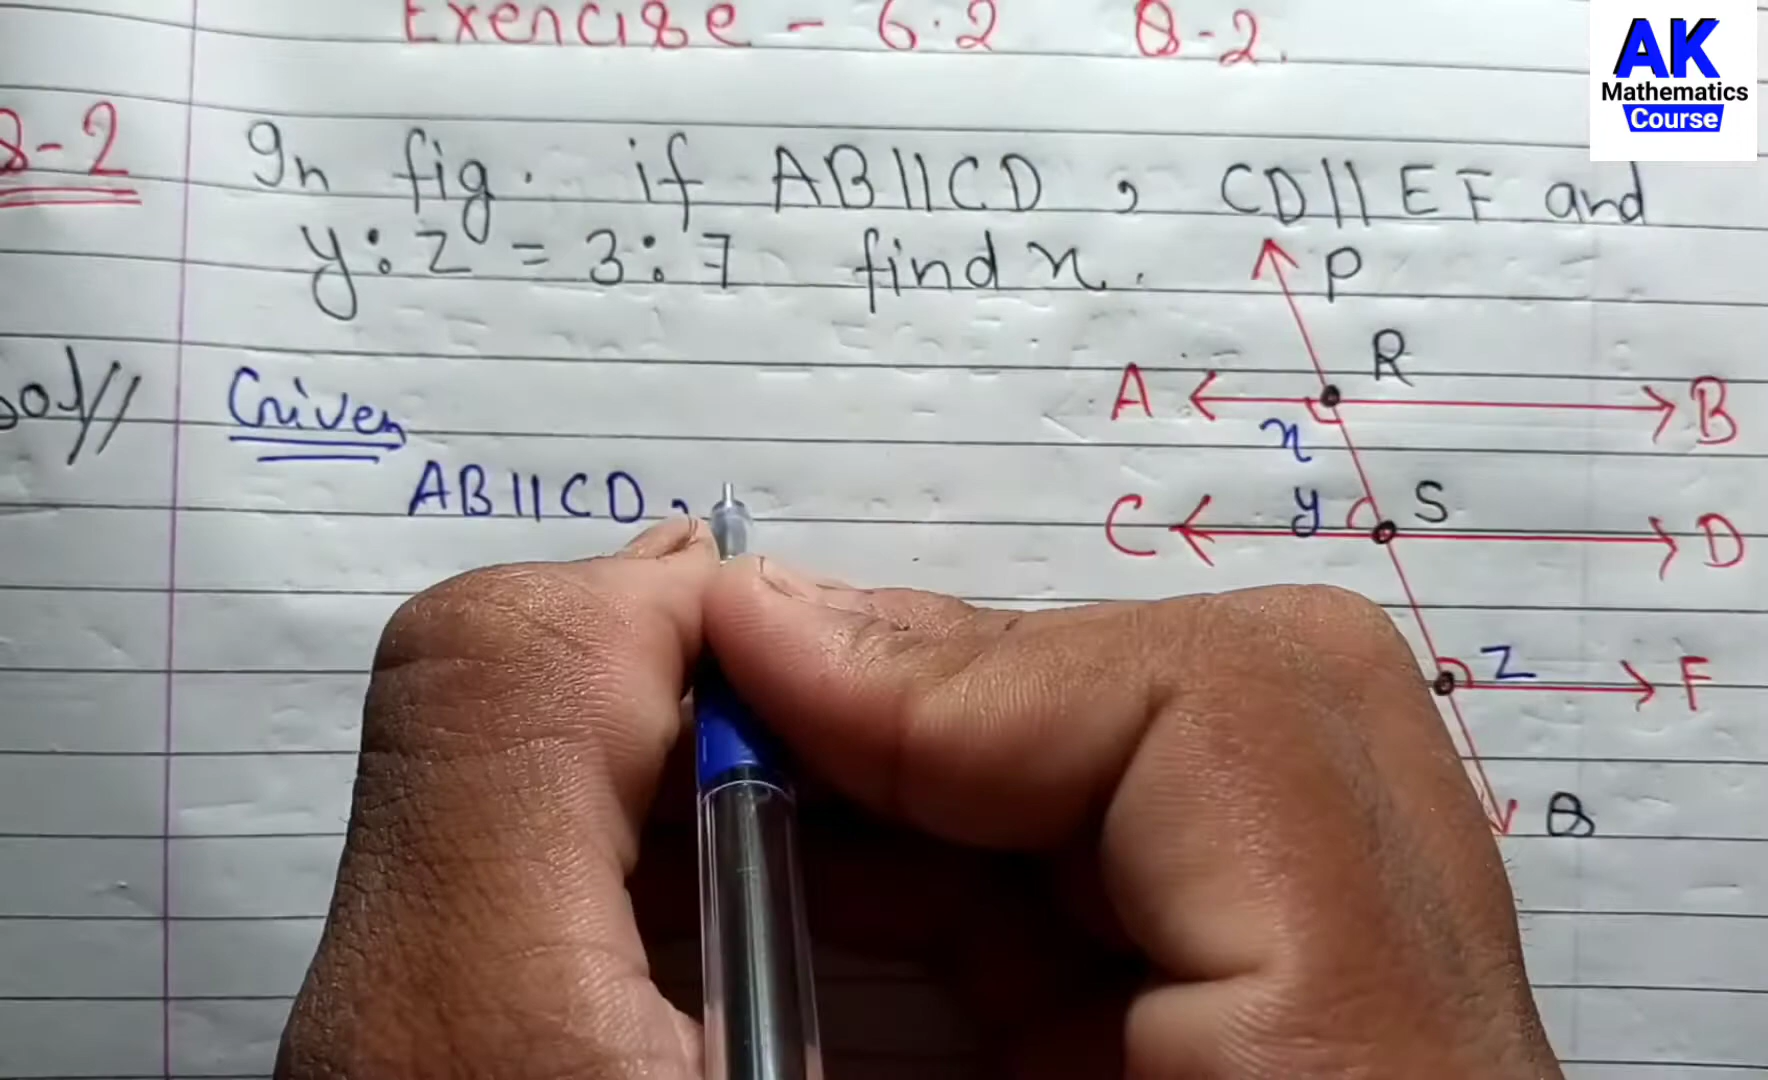 Exercise - 6.2 Q-2.
AK
Mathematics
Course
Q-2 In fig. if AB||CD, CD||EF and
y:z = 3:7 find x.
P
R
Sol//
Given
A
B
x
AB||CD,
C
y
S
D
z
F
Q